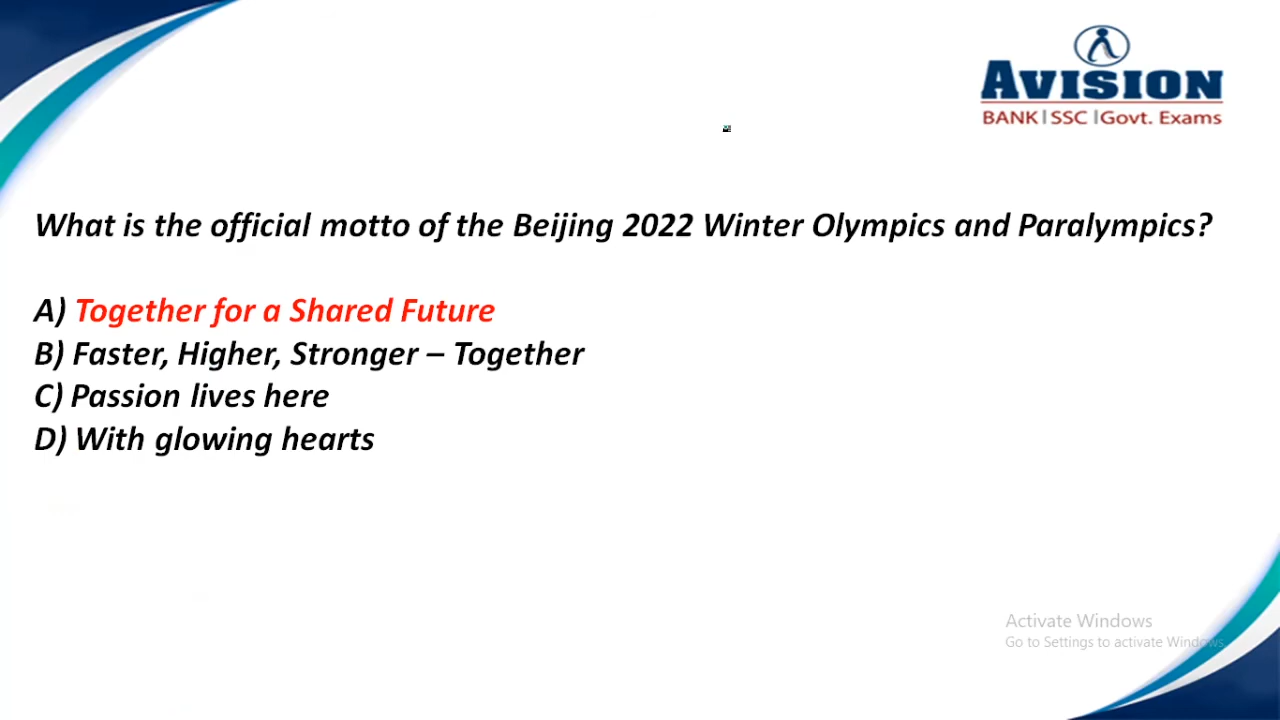 AVISION
BANK|SSC|Govt. Exams
What is the official motto of the Beijing 2022 Winter Olympics and Paralympics?
A) Together for a Shared Future
B) Faster, Higher, Stronger – Together
C) Passion lives here
D) With glowing hearts
Activate Windows
Go to Settings to activate Windows.